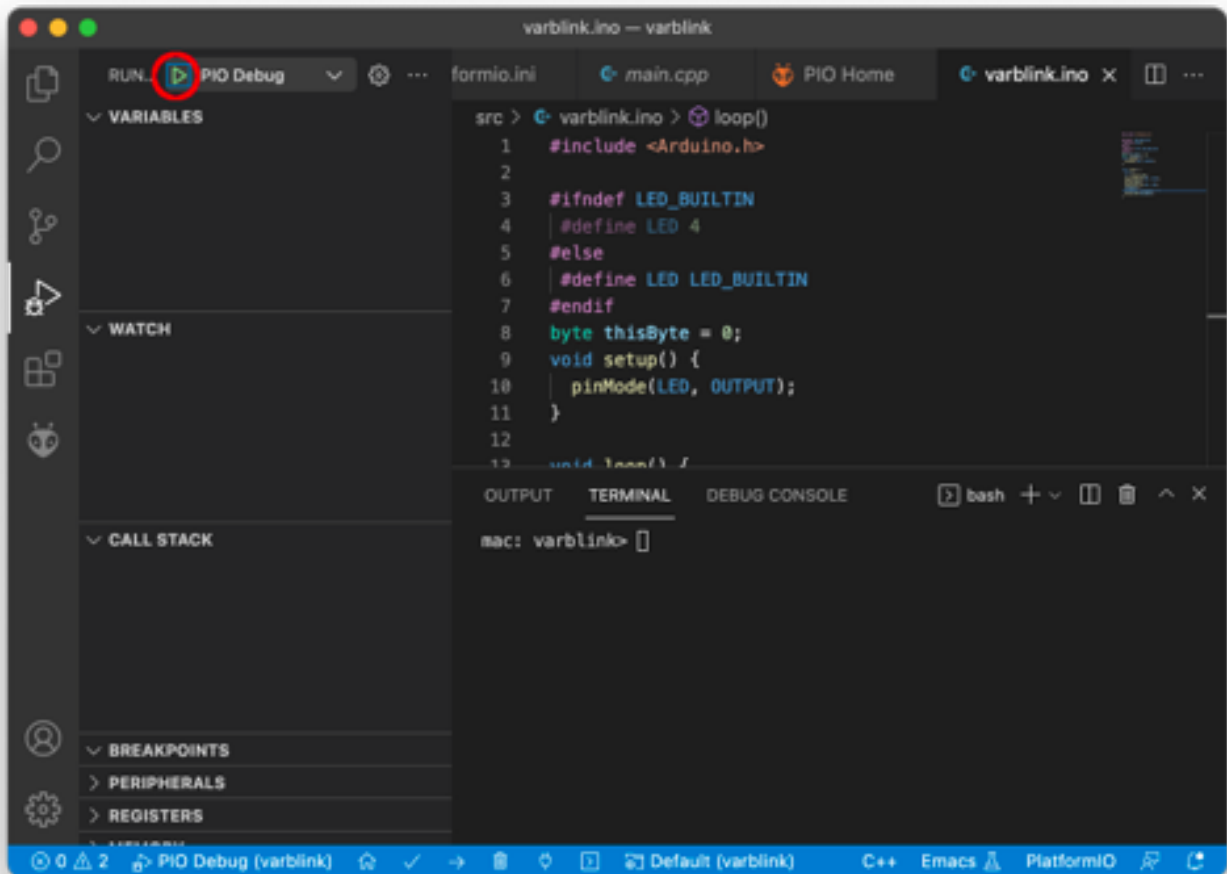 varblink.ino — varblink
RUN... PIO Debug
formio.ini
main.cpp
PIO Home
varblink.ino
VARIABLES
WATCH
CALL STACK
BREAKPOINTS
PERIPHERALS
REGISTERS
src > varblink.ino > loop()
1 #include <Arduino.h>
2
3 #ifndef LED_BUILTIN
4 #define LED 4
5 #else
6 #define LED LED_BUILTIN
7 #endif
8 byte thisByte = 0;
9 void setup() {
10 pinMode(LED, OUTPUT);
11 }
12
13 void loop() {
OUTPUT TERMINAL DEBUG CONSOLE bash
mac: varblink>
0 2 PIO Debug (varblink) Default (varblink) C++ Emacs PlatformIO